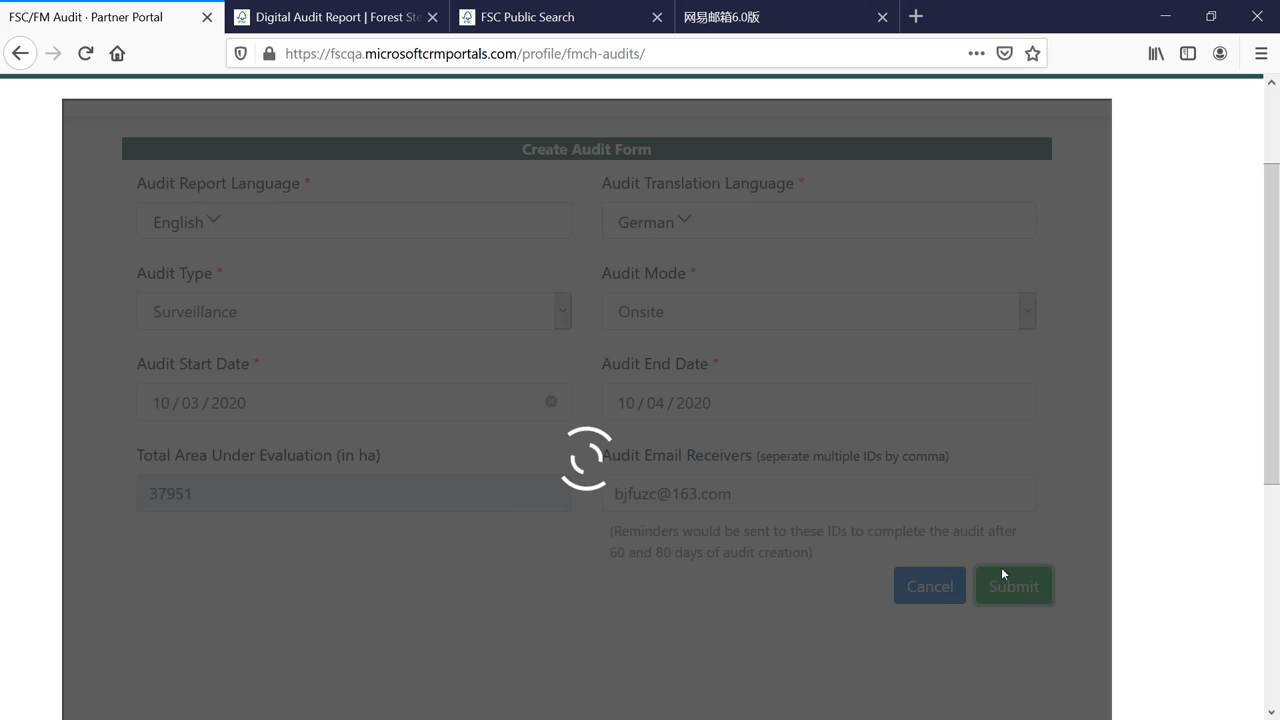 FSC/FM Audit · Partner Portal
Digital Audit Report | Forest Ste
FSC Public Search
网易邮箱6.0版
https://fscqa.microsoftcrmportals.com/profile/fmch-audits/
Create Audit Form
Audit Report Language *
Audit Translation Language *
English
German
Audit Type *
Audit Mode *
Surveillance
Onsite
Audit Start Date *
Audit End Date *
10 / 03 / 2020
10 / 04 / 2020
Total Area Under Evaluation (in ha)
Audit Email Receivers (seperate multiple IDs by comma)
37951
bjfuzc@163.com
(Reminders would be sent to these IDs to complete the audit after
60 and 80 days of audit creation)
Cancel
Submit